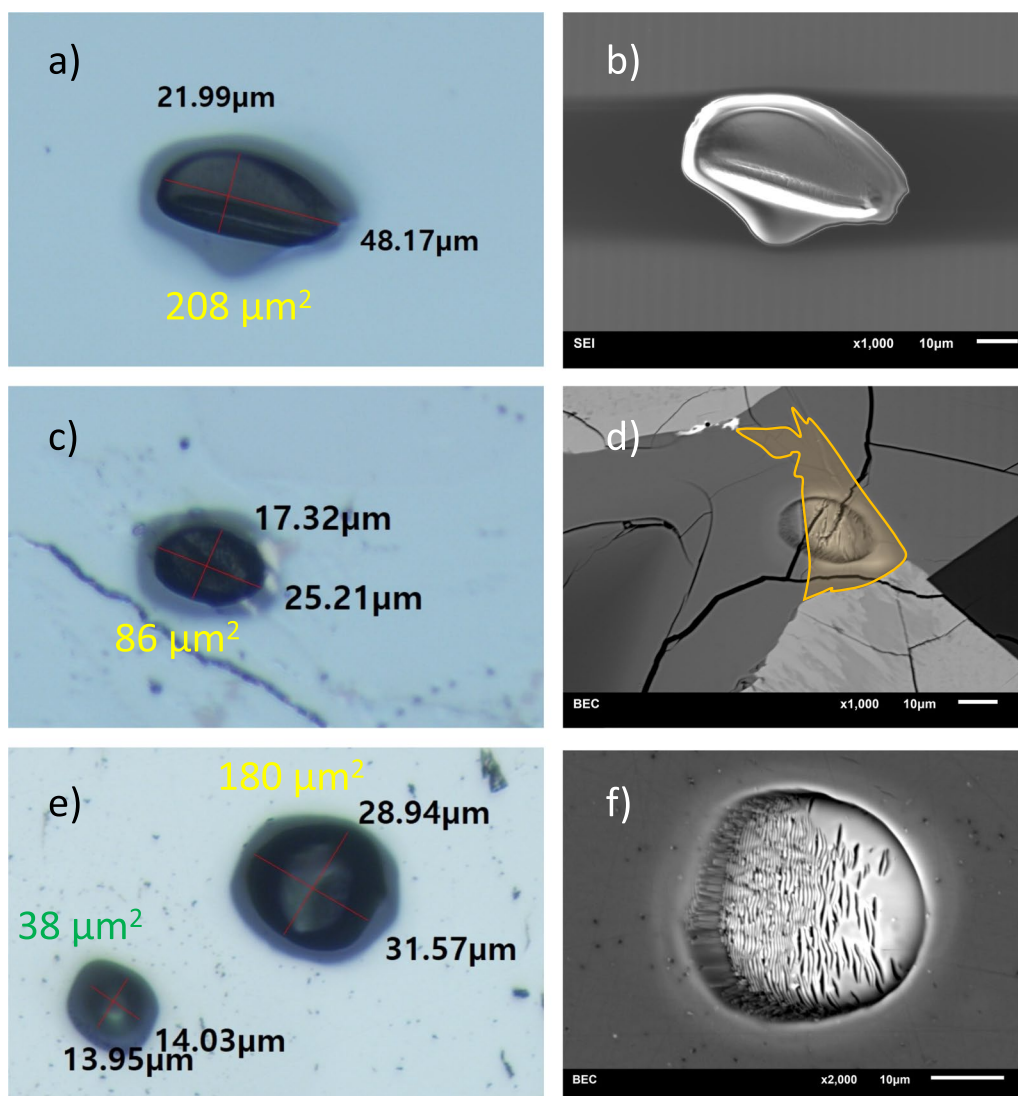 a)
21.99µm
48.17µm
208 µm²
b)
SEI x1,000 10µm
c)
17.32µm
25.21µm
86 µm²
d)
BEC x1,000 10µm
e)
180 µm²
28.94µm
31.57µm
38 µm²
14.03µm
13.95µm
f)
BEC x2,000 10µm